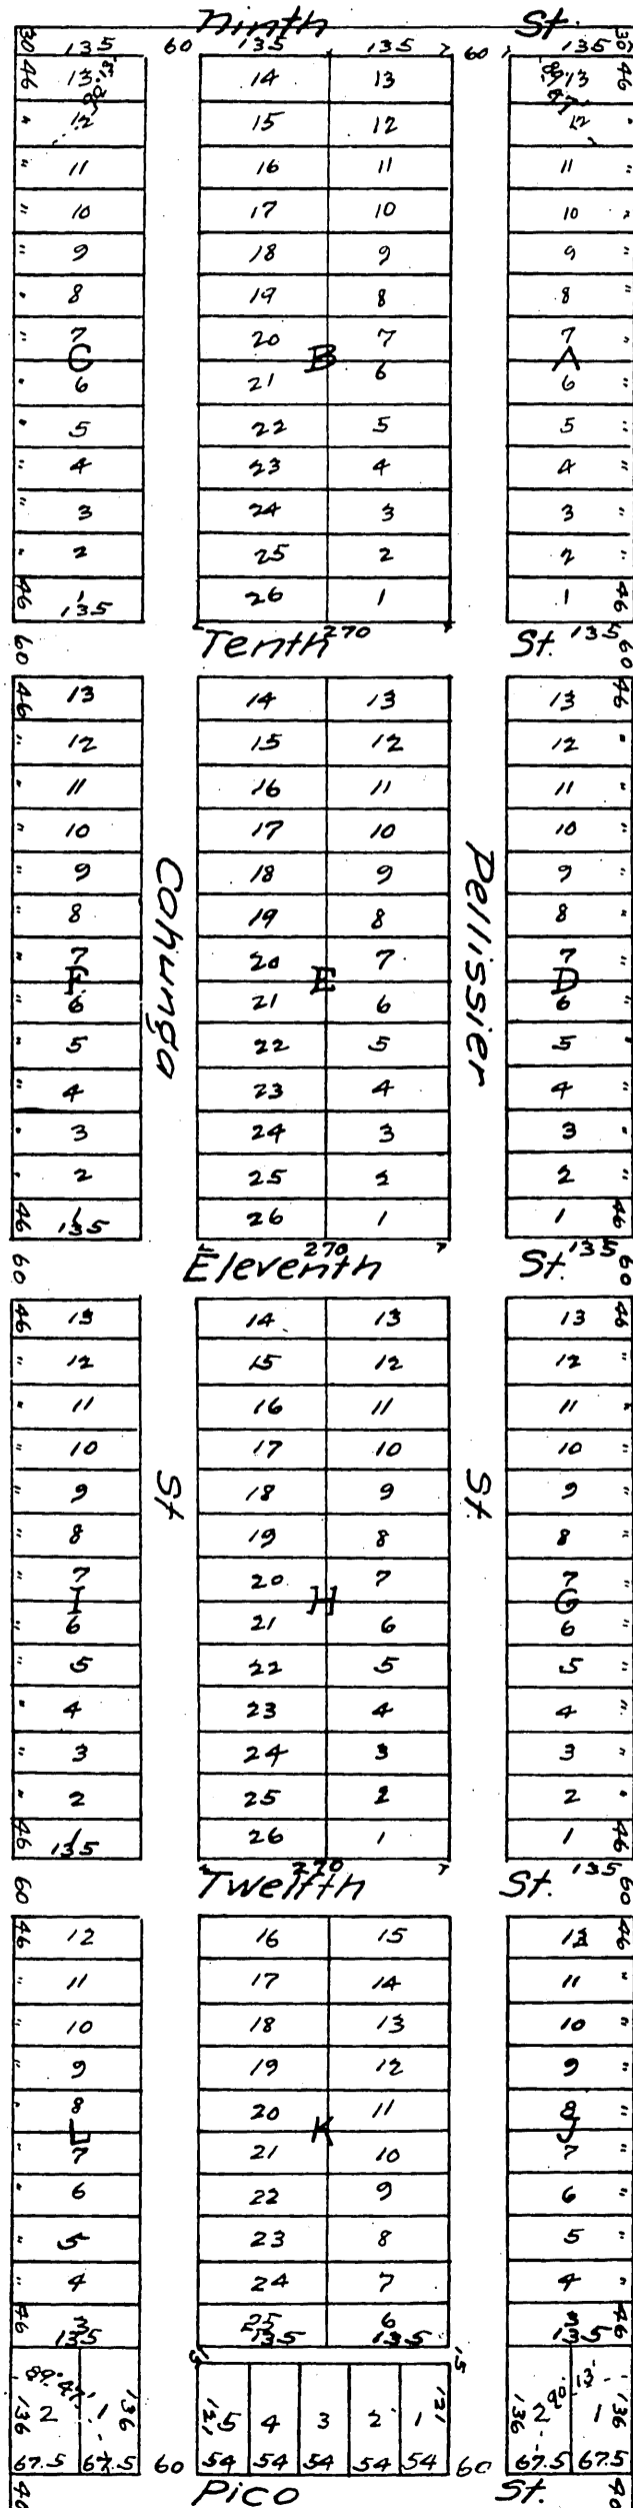 Ninth St.
30 135 60 135 135 60 135 30
46 13 14 13 13 46
" 12 15 12 12 "
" 11 16 11 11 "
" 10 17 10 10 "
" 9 18 9 9 "
" 8 19 8 8 "
" 7 20 7 7 "
C B A
" 6 21 6 6 "
" 5 22 5 5 "
" 4 23 4 4 "
" 3 24 3 3 "
" 2 25 2 2 "
46 1 26 1 1 46
135
60 Tenth 270 St. 135 60
46 13 14 13 13 46
" 12 15 12 12 "
" 11 16 11 11 "
" 10 17 10 10 "
" 9 18 9 9 "
" 8 19 8 8 "
" 7 20 7 7 "
F E D
" 6 21 6 6 "
" 5 22 5 5 "
" 4 23 4 4 "
" 3 24 3 3 "
" 2 25 2 2 "
46 1 26 1 1 46
135
Cahunga
Pellissier
60 Eleventh 270 St. 135 60
46 13 14 13 13 46
" 12 15 12 12 "
" 11 16 11 11 "
" 10 17 10 10 "
" 9 18 9 9 "
" 8 19 8 8 "
" 7 20 7 7 "
I H G
" 6 21 6 6 "
" 5 22 5 5 "
" 4 23 4 4 "
" 3 24 3 3 "
" 2 25 2 2 "
46 1 26 1 1 46
135
St
St.
60 Twelfth 270 St. 135 60
46 12 16 15 12 46
" 11 17 14 11 "
" 10 18 13 10 "
" 9 19 12 9 "
" 8 20 11 8 "
L K J
" 7 21 10 7 "
" 6 22 9 6 "
" 5 23 8 5 "
" 4 24 7 4 "
46 3 25 6 3 46
135 135 135 135
15 15
136 2 1 136 121 5 4 3 2 1 121 136 2 1 136
67.5 67.5 60 54 54 54 54 54 60 67.5 67.5
40 Pico St. 40